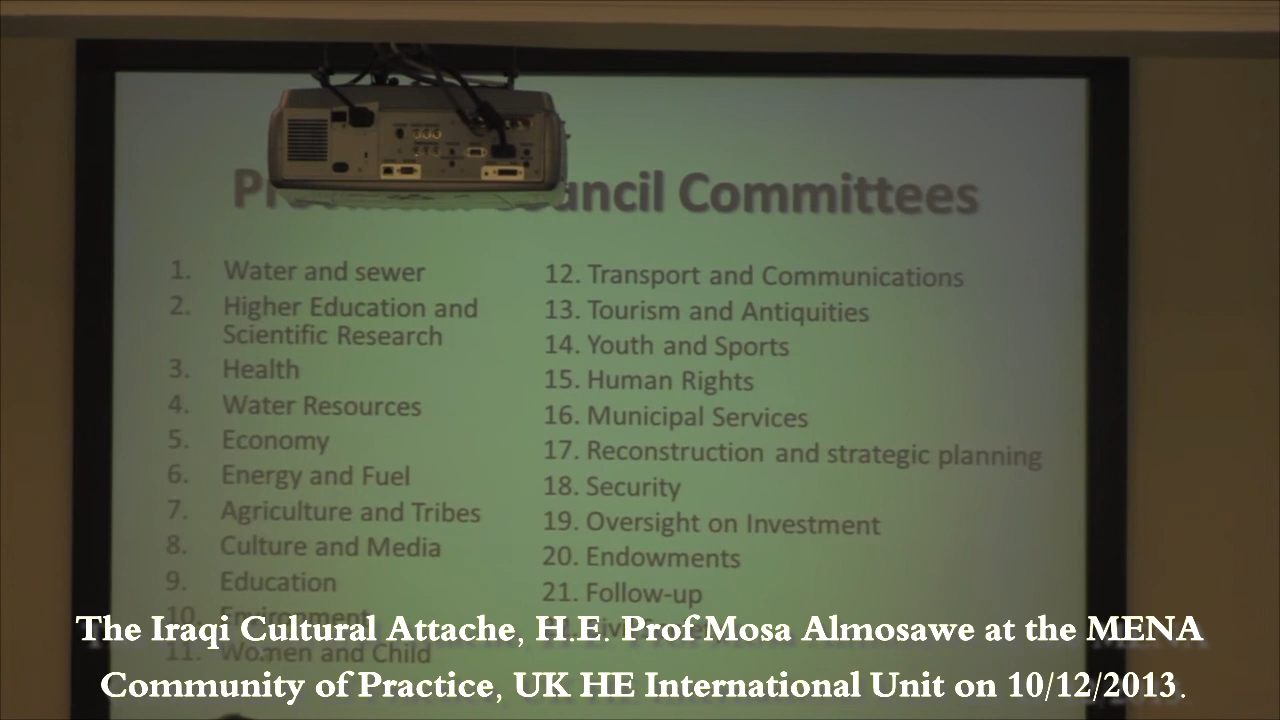 Council Committees
1. Water and sewer
2. Higher Education and
Scientific Research
3. Health
4. Water Resources
5. Economy
6. Energy and Fuel
7. Agriculture and Tribes
8. Culture and Media
9. Education
10. Environment
11. Women and Child
12. Transport and Communications
13. Tourism and Antiquities
14. Youth and Sports
15. Human Rights
16. Municipal Services
17. Reconstruction and strategic planning
18. Security
19. Oversight on Investment
20. Endowments
21. Follow-up
The Iraqi Cultural Attache, H.E. Prof Mosa Almosawe at the MENA
Community of Practice, UK HE International Unit on 10/12/2013.